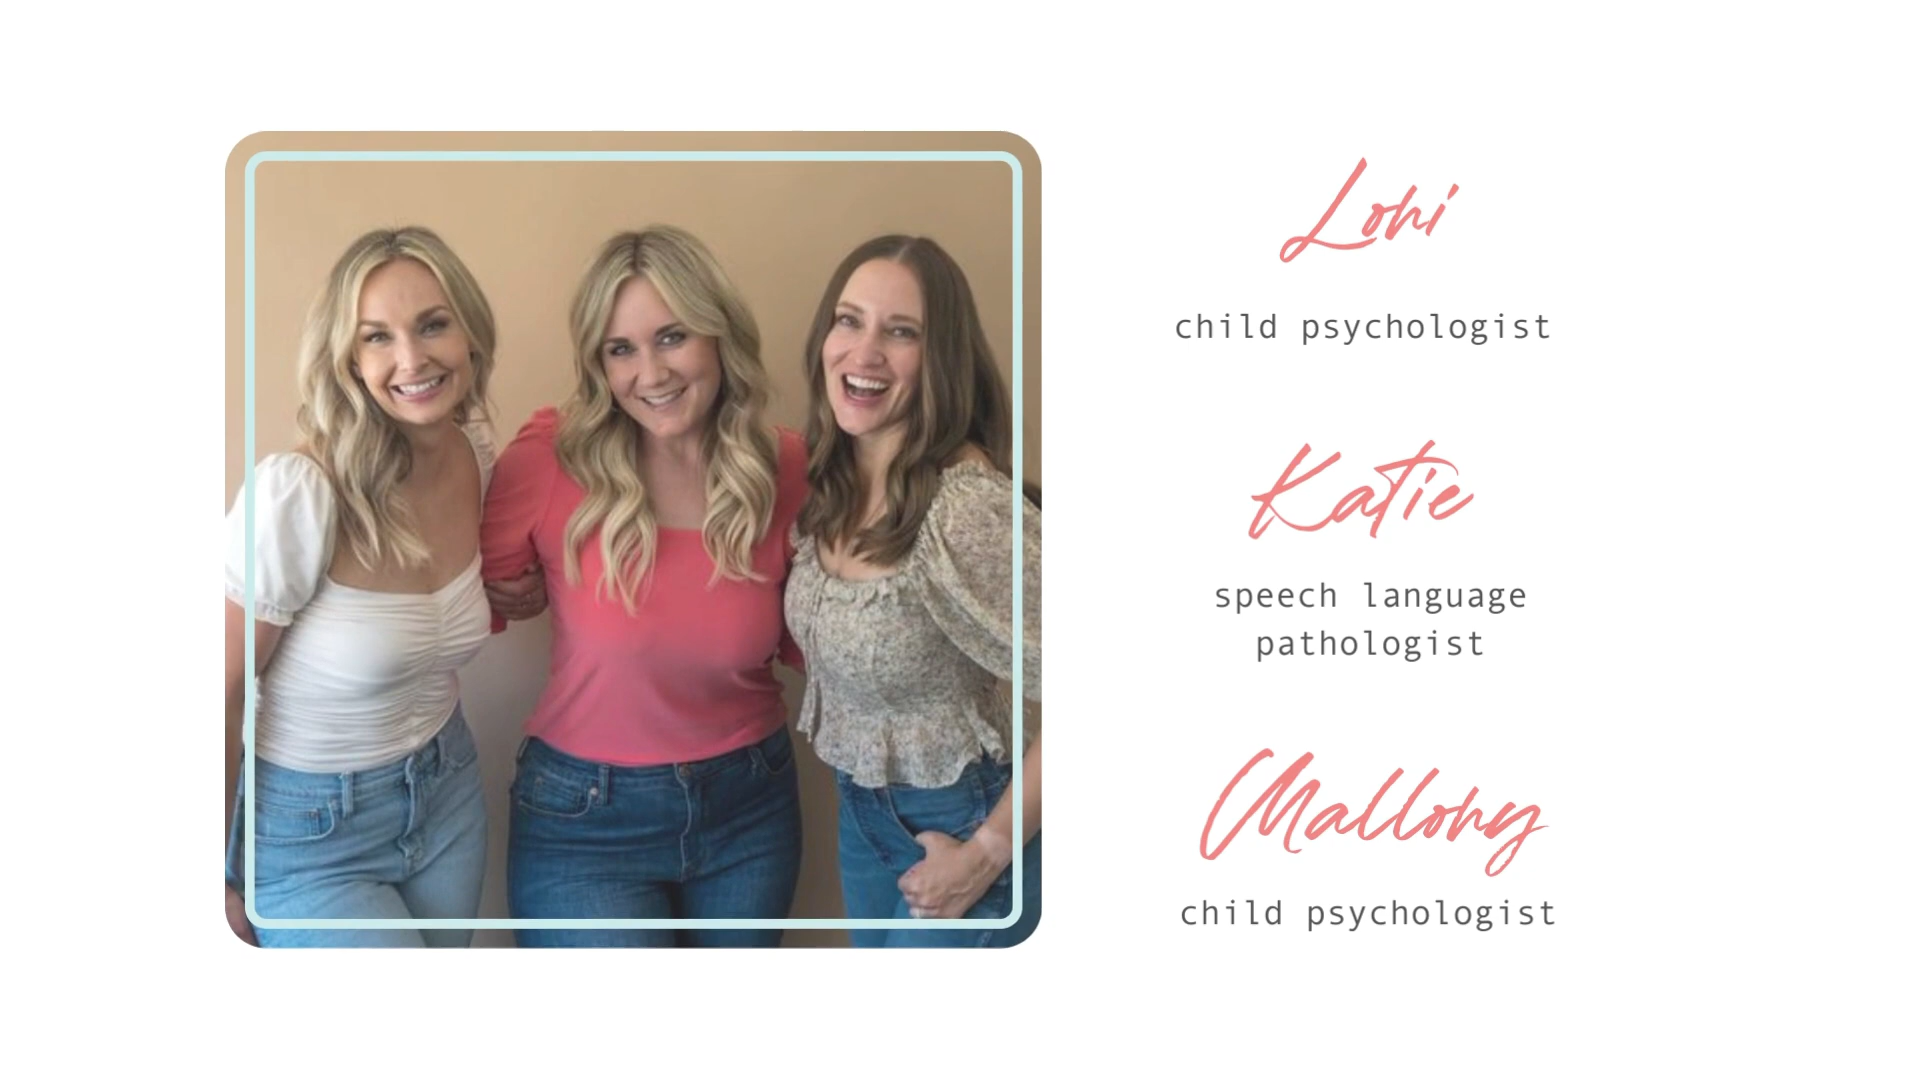 Lori
child psychologist
Katie
speech language
pathologist
Mallory
child psychologist